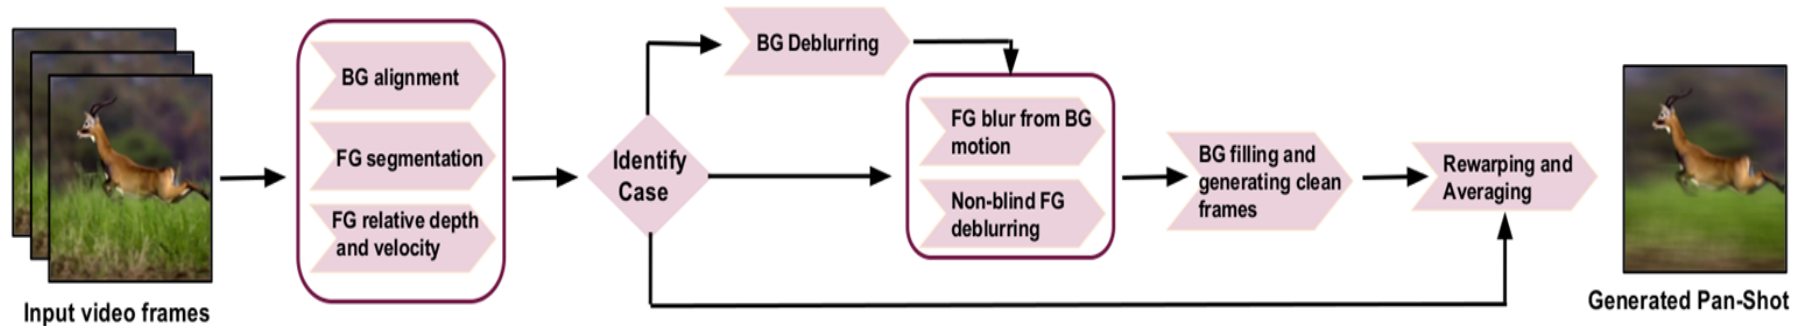 Input video frames
BG alignment
FG segmentation
FG relative depth
and velocity
Identify
Case
BG Deblurring
FG blur from BG
motion
Non-blind FG
deblurring
BG filling and
generating clean
frames
Rewarping and
Averaging
Generated Pan-Shot